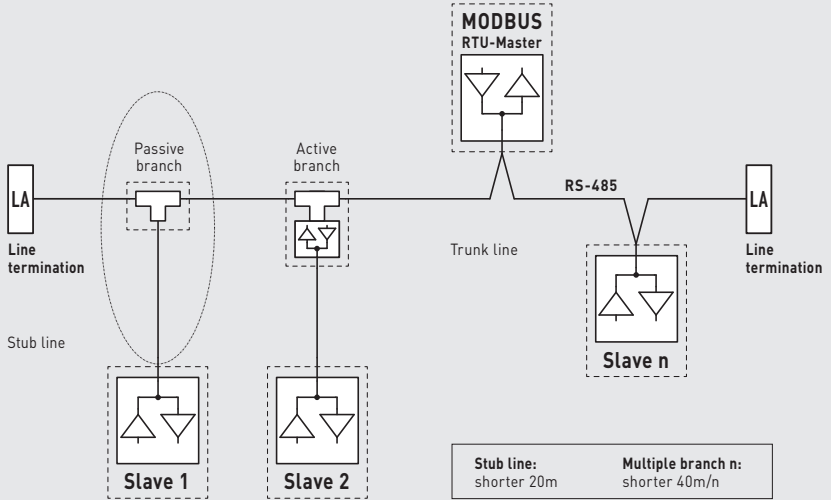 MODBUS
RTU-Master
Passive
branch
Active
branch
LA
RS-485
LA
Line
termination
Trunk line
Line
termination
Stub line
Slave n
Slave 1
Slave 2
Stub line:
shorter 20m
Multiple branch n:
shorter 40m/n